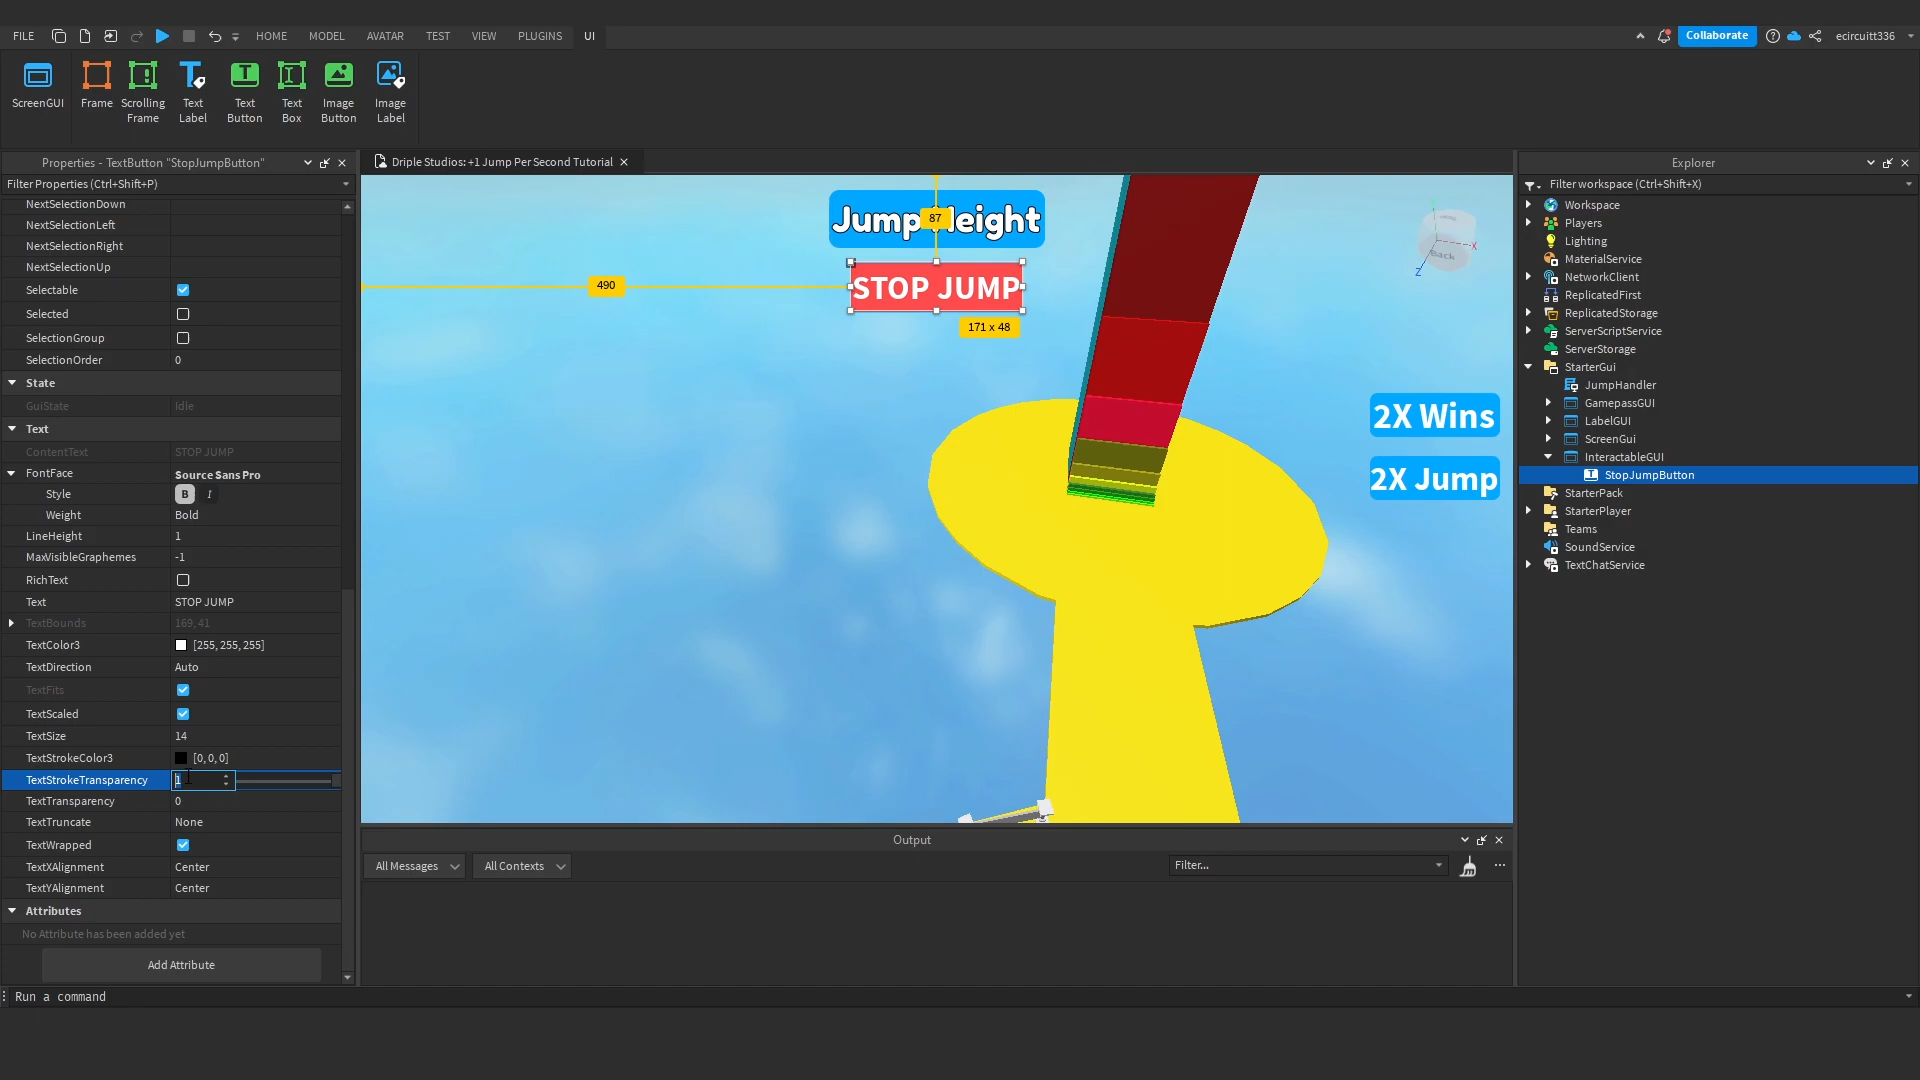 FILE HOME MODEL AVATAR TEST VIEW PLUGINS UI Collaborate ecircuitt336
ScreenGUI Frame Scrolling Frame Text Label Text Button Text Box Image Button Image Label
Properties - TextButton "StopJumpButton"
Filter Properties (Ctrl+Shift+P)
NextSelectionDown
NextSelectionLeft
NextSelectionRight
NextSelectionUp
Selectable
Selected
SelectionGroup
SelectionOrder 0
State
GuiState Idle
Text
ContentText STOP JUMP
FontFace Source Sans Pro
Style B I
Weight Bold
LineHeight 1
MaxVisibleGraphemes -1
RichText
Text STOP JUMP
TextBounds 169, 41
TextColor3 [255, 255, 255]
TextDirection Auto
TextFits
TextScaled
TextSize 14
TextStrokeColor3 [0, 0, 0]
TextStrokeTransparency 1
TextTransparency 0
TextTruncate None
TextWrapped
TextXAlignment Center
TextYAlignment Center
Attributes
No Attribute has been added yet
Add Attribute
Run a command
Driple Studios: +1 Jump Per Second Tutorial
Jump Height
87
490
STOP JUMP
171 x 48
Back
X
Z
2X Wins
2X Jump
Output
All Messages All Contexts Filter...
Explorer
Filter workspace (Ctrl+Shift+X)
Workspace
Players
Lighting
MaterialService
NetworkClient
ReplicatedFirst
ReplicatedStorage
ServerScriptService
ServerStorage
StarterGui
JumpHandler
GamepassGUI
LabelGUI
ScreenGui
InteractableGUI
StopJumpButton
StarterPack
StarterPlayer
Teams
SoundService
TextChatService